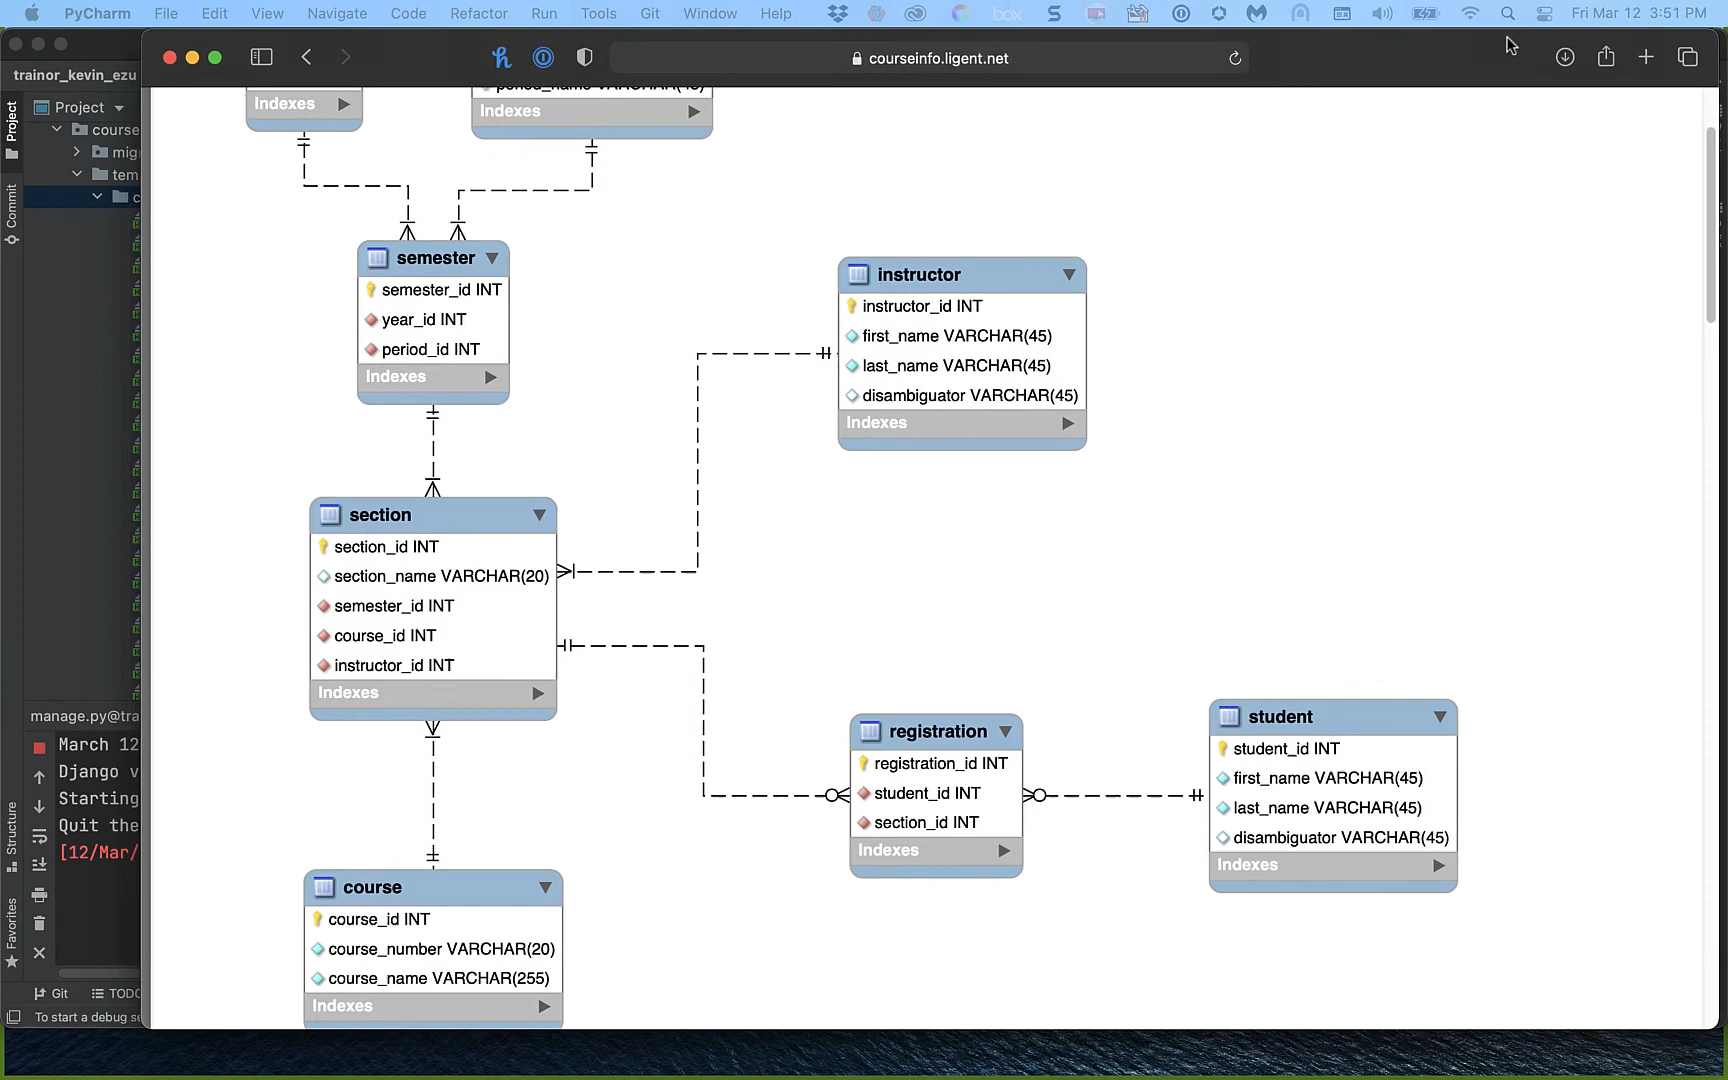 PyCharm File Edit View Navigate Code Refactor Run Tools Git Window Help
box
Fri Mar 12 3:51 PM
courseinfo.ligent.net
trainor_kevin_ezu
Project
Project
course
mig
tem
c
Commit
Indexes
period_name VARCHAR(45)
Indexes
semester
semester_id INT
year_id INT
period_id INT
Indexes
instructor
instructor_id INT
first_name VARCHAR(45)
last_name VARCHAR(45)
disambiguator VARCHAR(45)
Indexes
section
section_id INT
section_name VARCHAR(20)
semester_id INT
course_id INT
instructor_id INT
Indexes
registration
registration_id INT
student_id INT
section_id INT
Indexes
student
student_id INT
first_name VARCHAR(45)
last_name VARCHAR(45)
disambiguator VARCHAR(45)
Indexes
course
course_id INT
course_number VARCHAR(20)
course_name VARCHAR(255)
Indexes
manage.py@tra
March 12
Django v
Starting
Quit the
[12/Mar/
Structure
Favorites
Git
TODO
To start a debug se